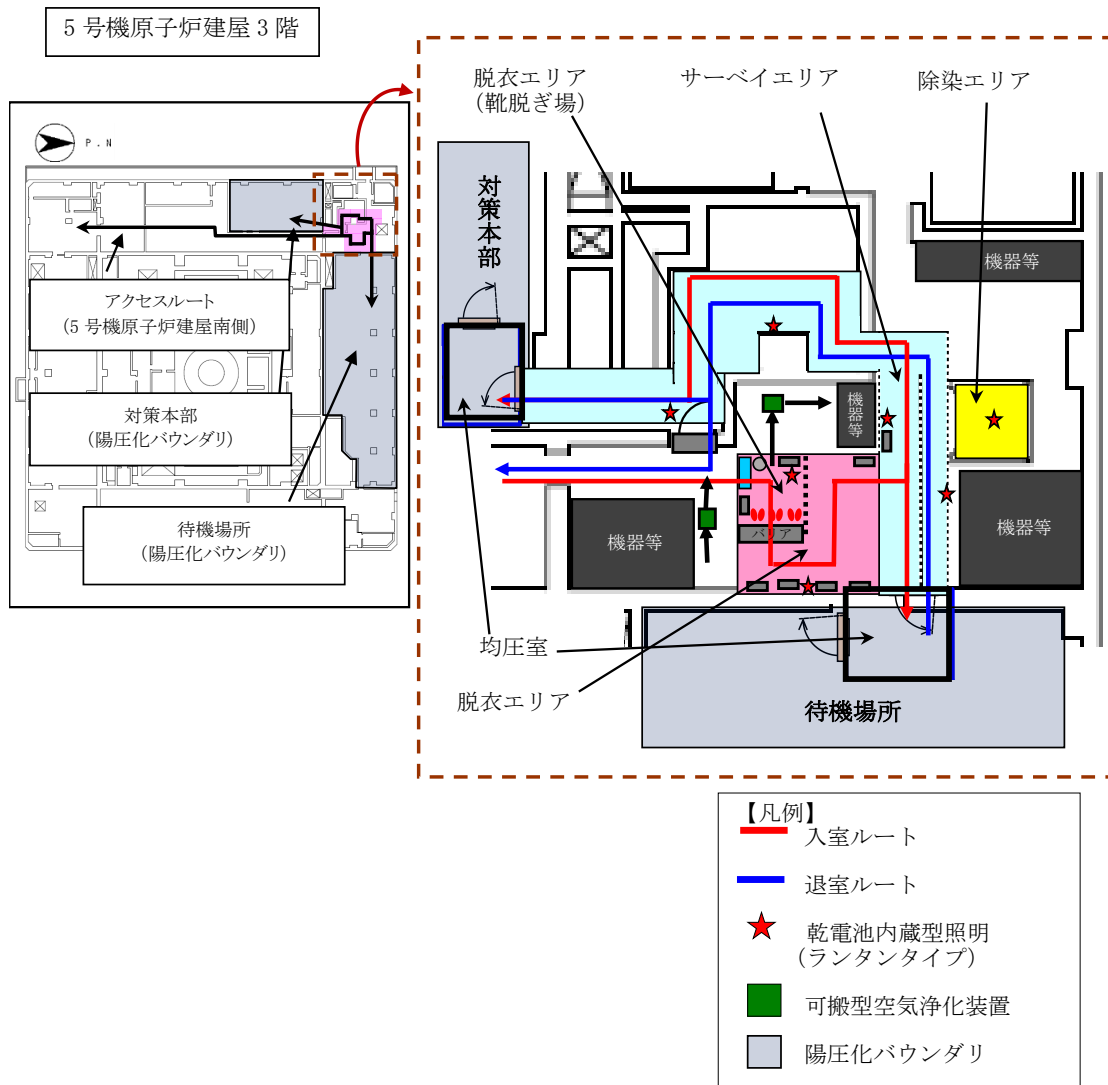 5 号機原子炉建屋 3 階
P.N
アクセスルート
(5 号機原子炉建屋南側)
対策本部
(陽圧化バウンダリ)
待機場所
(陽圧化バウンダリ)
脱衣エリア
(靴脱ぎ場)
サーベイエリア
除染エリア
対策本部
機器等
機器等
機器等
機器等
バリア
均圧室
脱衣エリア
待機場所
【凡例】
入室ルート
退室ルート
乾電池内蔵型照明
(ランタンタイプ)
可搬型空気浄化装置
陽圧化バウンダリ